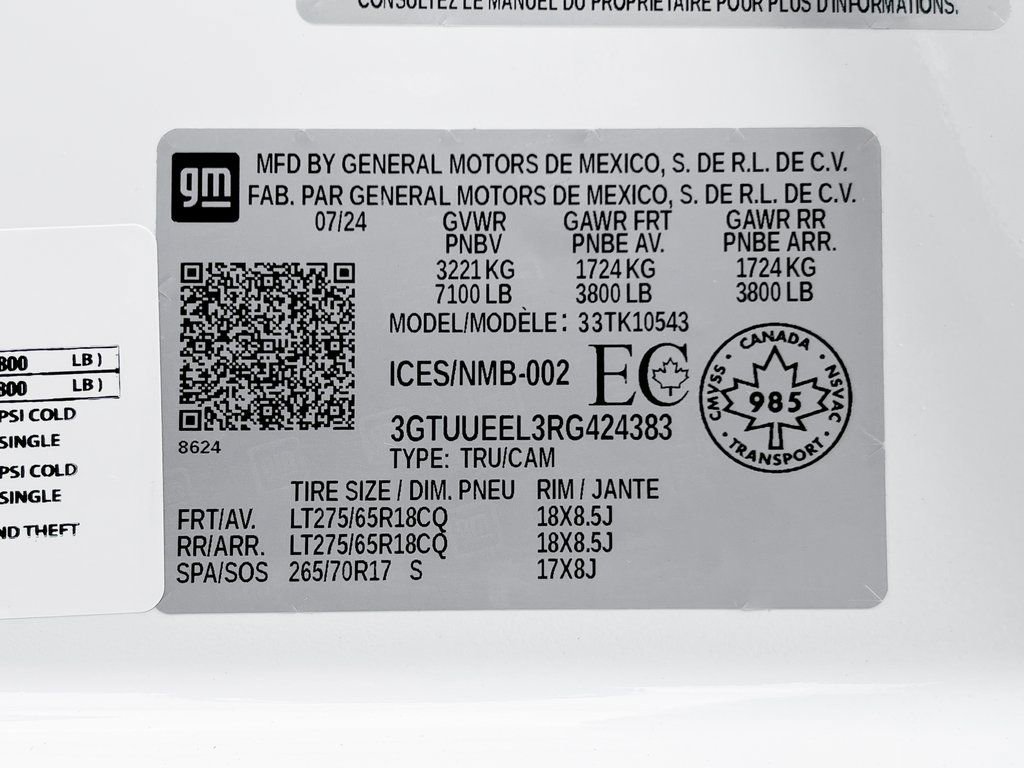 CONSULTEZ LE MANUEL DU PROPRIÉTAIRE POUR PLUS D'INFORMATIONS.
gm
MFD BY GENERAL MOTORS DE MEXICO, S. DE R.L. DE C.V.
FAB. PAR GENERAL MOTORS DE MEXICO, S. DE R.L. DE C.V.
07/24 GVWR GAWR FRT GAWR RR
PNBV PNBE AV. PNBE ARR.
3221 KG 1724 KG 1724 KG
7100 LB 3800 LB 3800 LB
MODEL/MODÈLE: 33TK10543
ICES/NMB-002 EC
3GTUUEEL3RG424383
TYPE: TRU/CAM
CANADA
CMVSS 985 NSVAC
TRANSPORT
8624
TIRE SIZE / DIM. PNEU RIM / JANTE
FRT/AV. LT275/65R18CQ 18X8.5J
RR/ARR. LT275/65R18CQ 18X8.5J
SPA/SOS 265/70R17 S 17X8J
800 LB)
800 LB)
PSI COLD
SINGLE
PSI COLD
SINGLE
ND THEFT